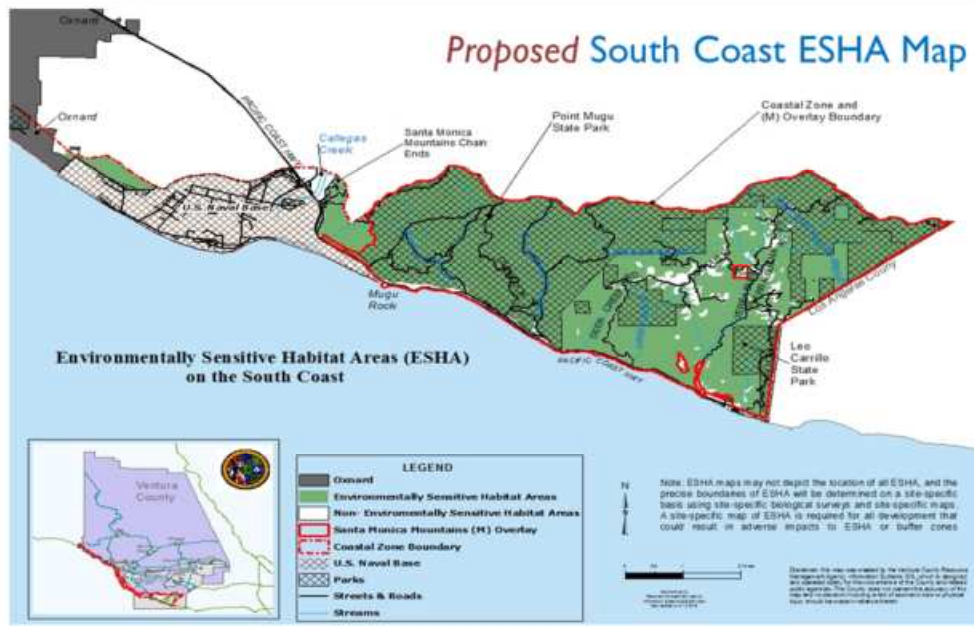 Proposed South Coast ESHA Map
Oxnard
Oxnard
PACIFIC COAST HWY
Callegas
Creek
Santa Monica
Mountains Chain
Ends
Point Mugu
State Park
Coastal Zone and
(M) Overlay Boundary
U.S. Naval Base
Mugu
Rock
Los Angeles County
PACIFIC COAST HWY
Leo
Carrillo
State
Park
Environmentally Sensitive Habitat Areas (ESHA)
on the South Coast
Ventura
County
LEGEND
Oxnard
Environmentally Sensitive Habitat Areas
Non- Enviromentally Sensitive Habitat Areas
Santa Monica Mountains (M) Overlay
Coastal Zone Boundary
U.S. Naval Base
Parks
Streets & Roads
Streams
N
Note: ESHA maps may not depict the location of all ESHA, and the
precise boundaries of ESHA will be determined on a site-specific
basis using site-specific biological surveys and site-specific maps.
A site-specific map of ESHA is required for all development that
could result in adverse impacts to ESHA or buffer zones